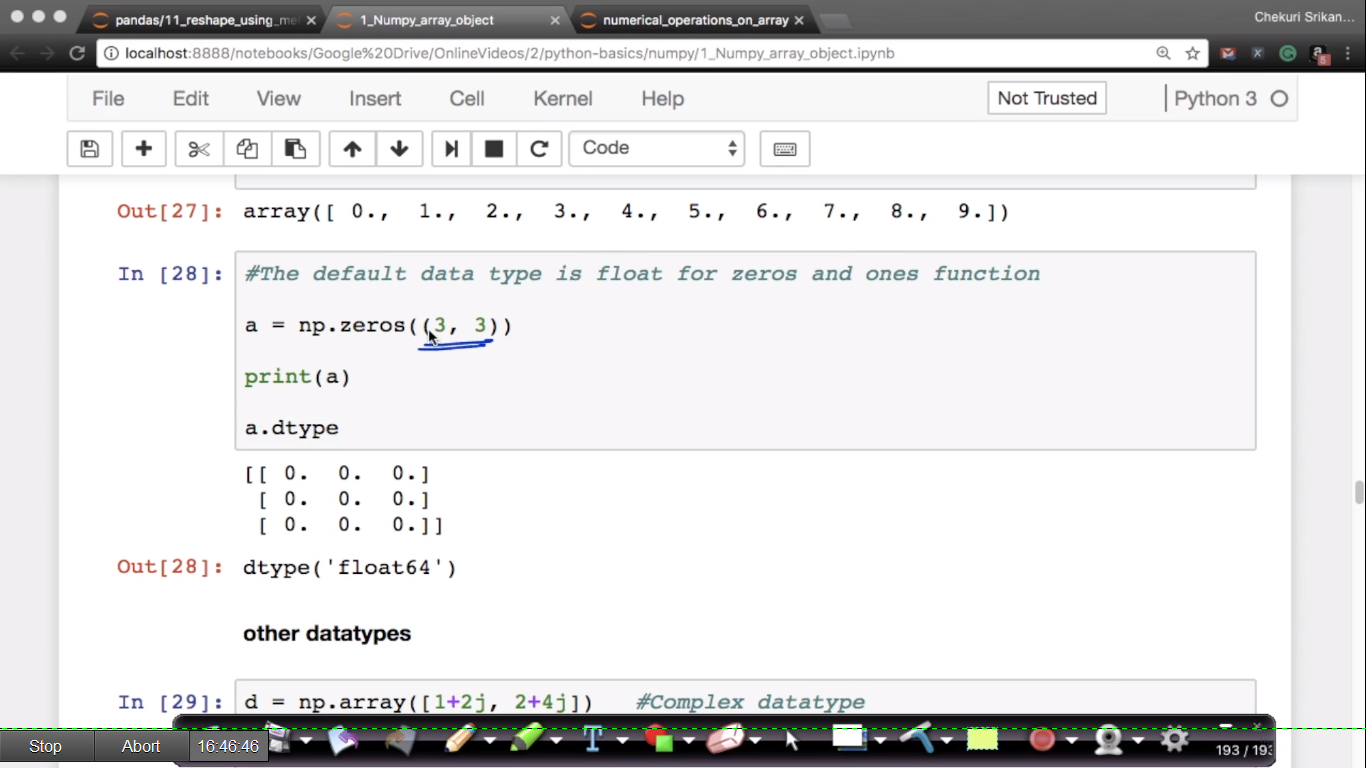 pandas/11_reshape_using_mel
1_Numpy_array_object
numerical_operations_on_array
Chekuri Srikan...
localhost:8888/notebooks/Google%20Drive/OnlineVideos/2/python-basics/numpy/1_Numpy_array_object.ipynb
File Edit View Insert Cell Kernel Help Not Trusted Python 3
Code
Out[27]: array([ 0., 1., 2., 3., 4., 5., 6., 7., 8., 9.])
In [28]: #The default data type is float for zeros and ones function
a = np.zeros((3, 3))
print(a)
a.dtype
[[ 0. 0. 0.]
[ 0. 0. 0.]
[ 0. 0. 0.]]
Out[28]: dtype('float64')
other datatypes
In [29]: d = np.array([1+2j, 2+4j]) #Complex datatype
Stop Abort 16:46:46
193 / 193